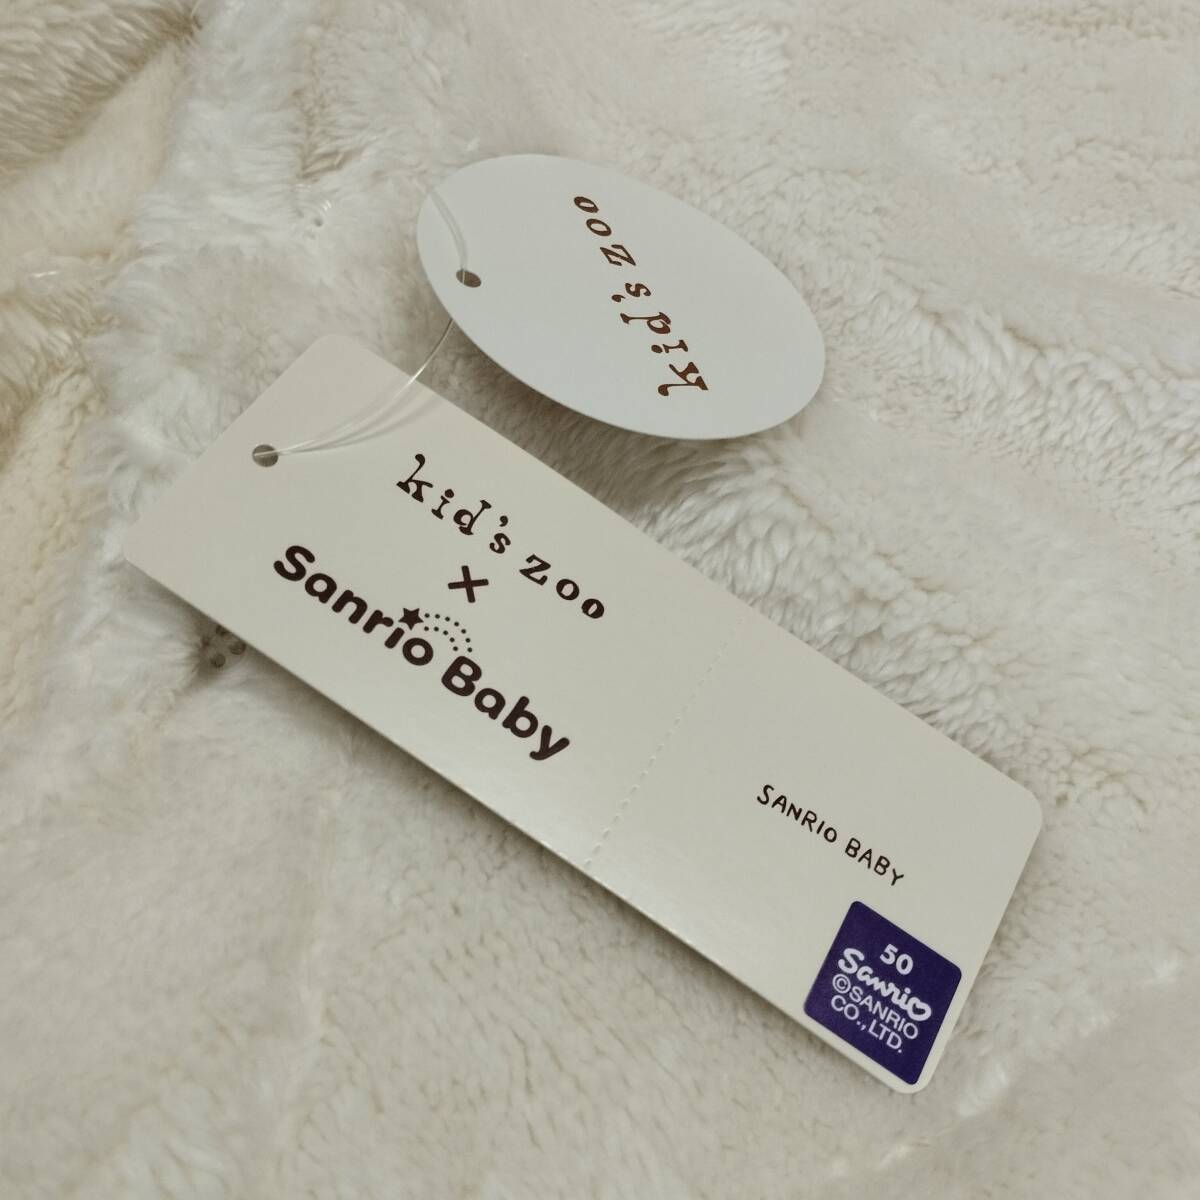 kid's zoo
kid's zoo
×
Sanrio Baby
SANRIO BABY
50
Sanrio
©SANRIO
CO.,LTD.